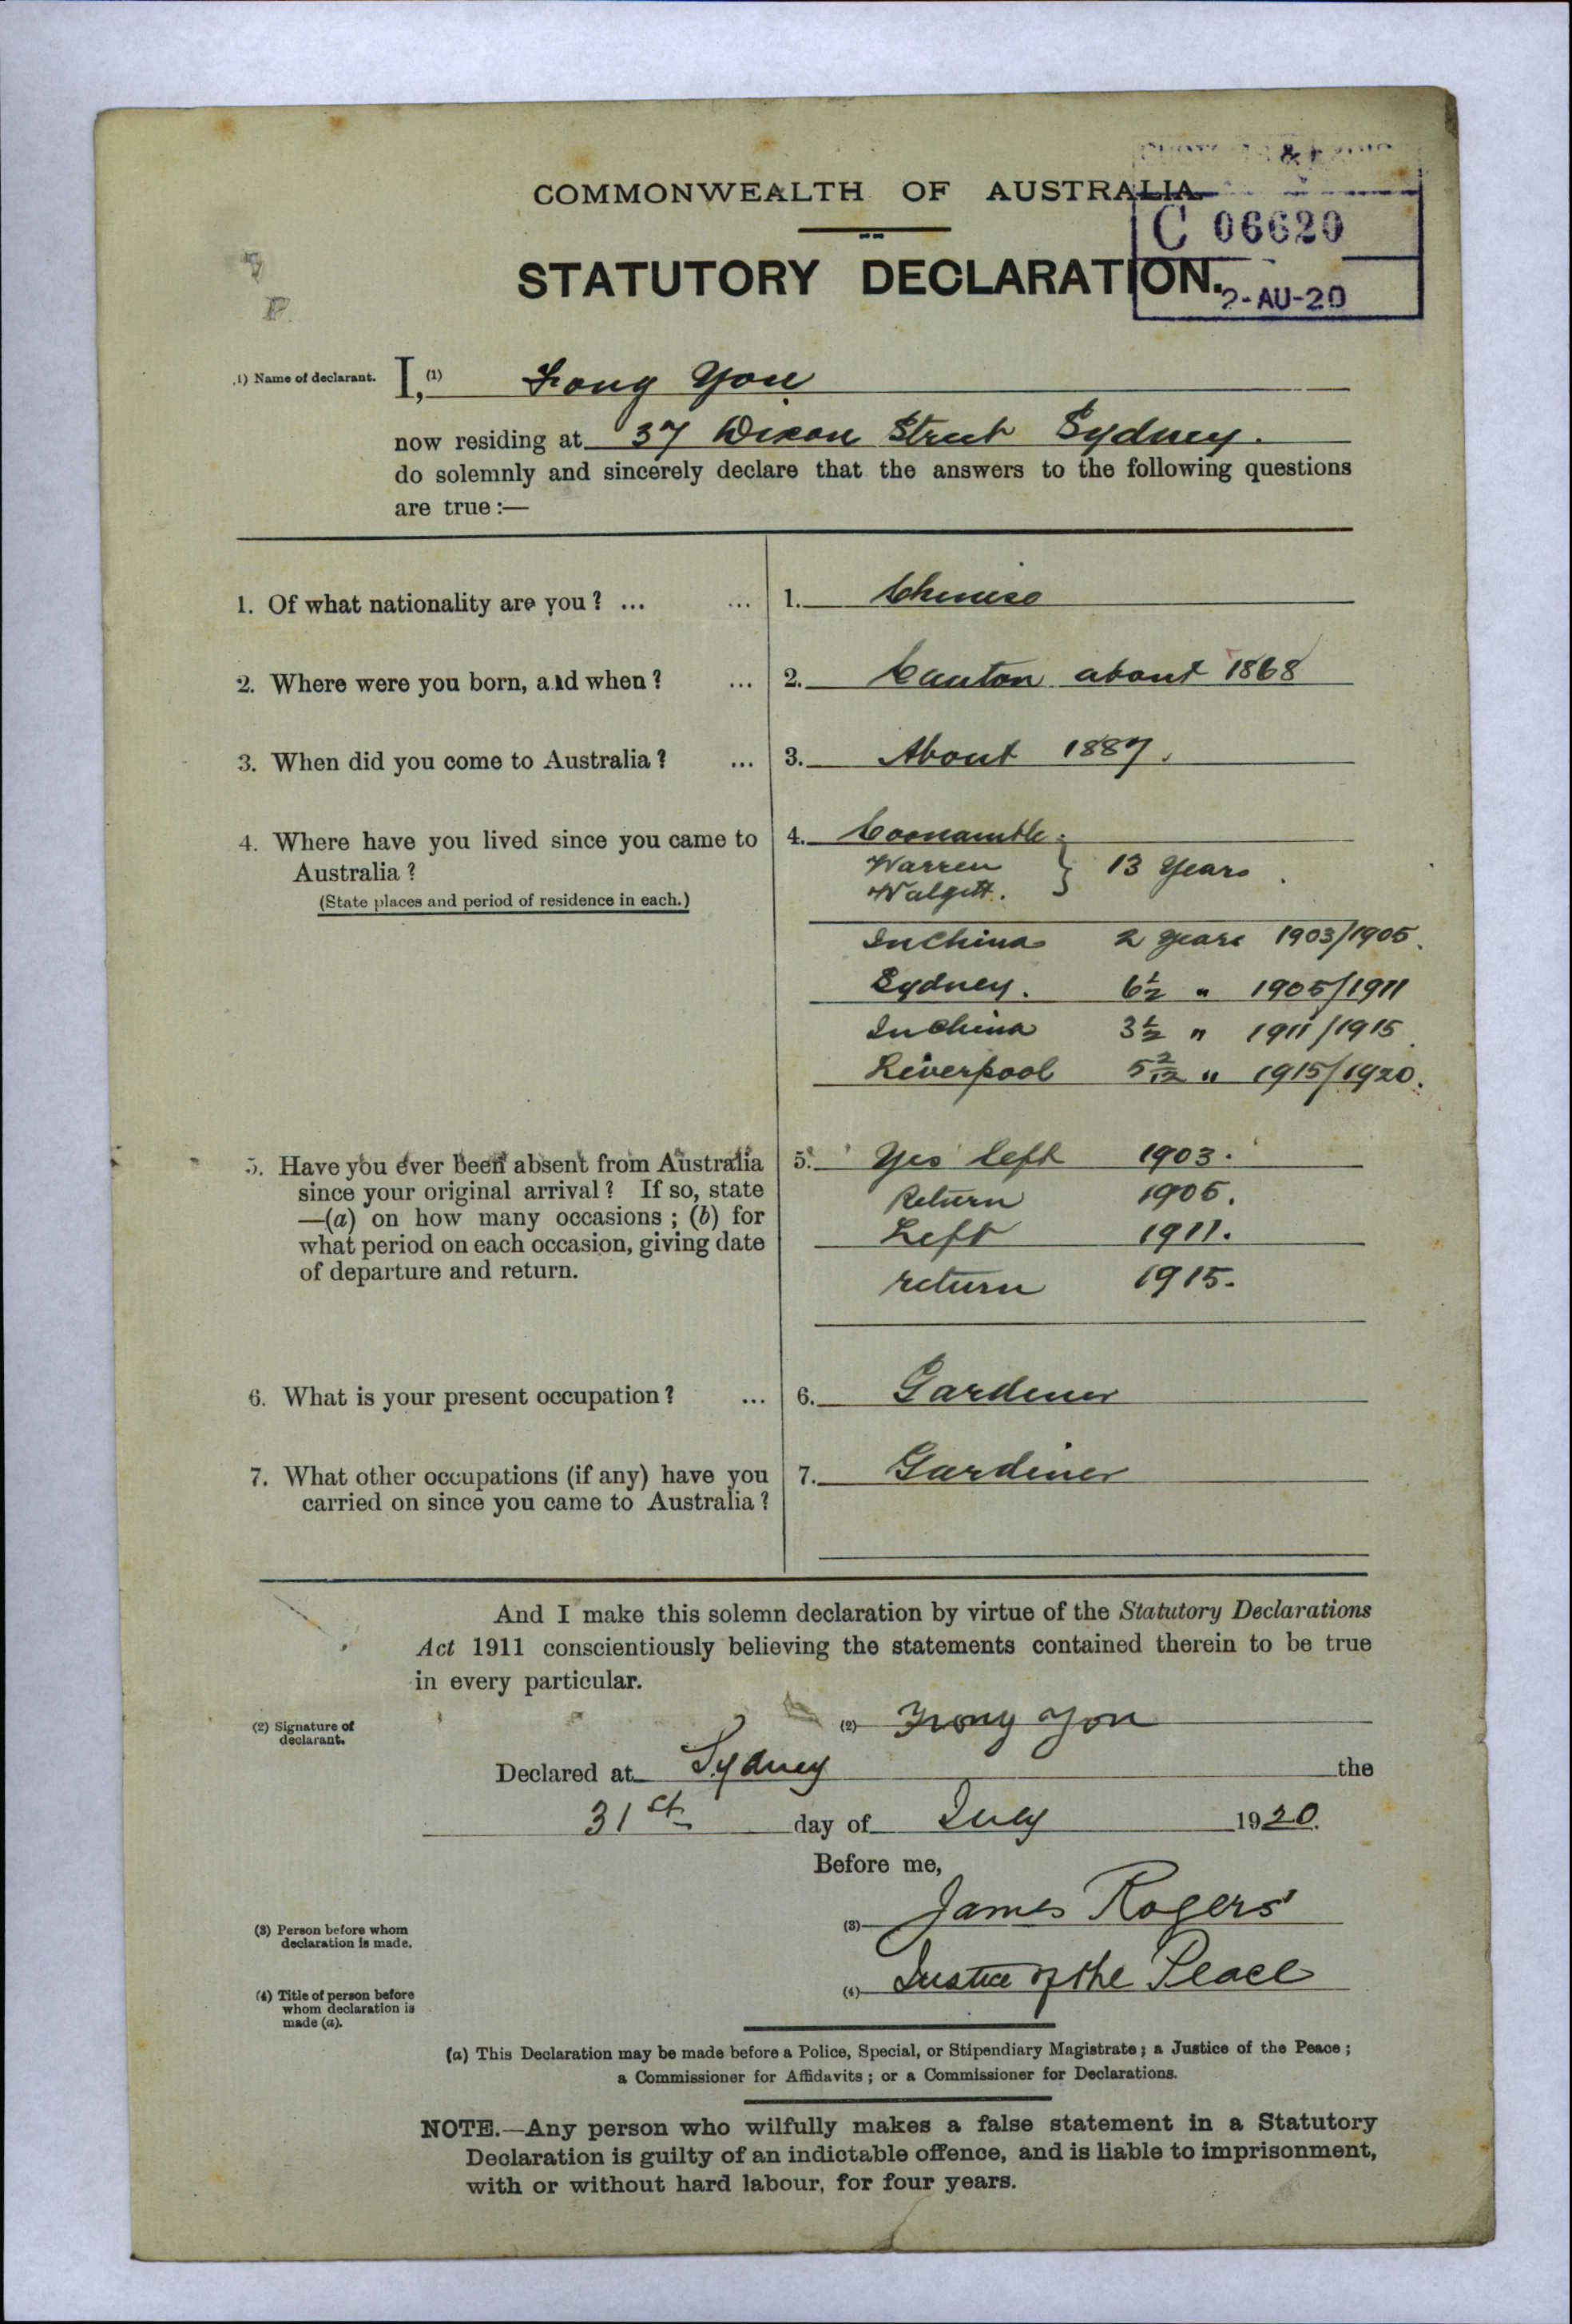 CUSTOMS & EXCISE
COMMONWEALTH OF AUSTRALIA
C 06620
STATUTORY DECLARATION.
2-AU-20
(1) Name of declarant. I, (1) Fong You
now residing at 37 Dixon Street Sydney.
do solemnly and sincerely declare that the answers to the following questions
are true:—
1. Of what nationality are you? ... ... 1. Chinese
2. Where were you born, and when? ... 2. Canton about 1868
3. When did you come to Australia? ... 3. About 1887.
4. Where have you lived since you came to 4. Coonamble
Australia? Warren } 13 Years.
(State places and period of residence in each.) Walgett.
In China 2 years 1903/1905.
Sydney. 6½ " 1905/1911
In China 3½ " 1911/1915
Liverpool 5 2/12 " 1915/1920.
5. Have you ever been absent from Australia 5. Yes left 1903.
since your original arrival? If so, state Return 1905.
—(a) on how many occasions; (b) for Left 1911.
what period on each occasion, giving date return 1915.
of departure and return.
6. What is your present occupation? ... 6. Gardener
7. What other occupations (if any) have you 7. Gardiner
carried on since you came to Australia?
And I make this solemn declaration by virtue of the Statutory Declarations
Act 1911 conscientiously believing the statements contained therein to be true
in every particular.
(2) Signature of declarant. (2) Fong You
Declared at Sydney the
31st day of July 1920.
Before me,
(3) Person before whom declaration is made. (3) James Rogers
(4) Title of person before whom declaration is made (a). (4) Justice of the Peace
(a) This Declaration may be made before a Police, Special, or Stipendiary Magistrate; a Justice of the Peace;
a Commissioner for Affidavits; or a Commissioner for Declarations.
NOTE.—Any person who wilfully makes a false statement in a Statutory
Declaration is guilty of an indictable offence, and is liable to imprisonment,
with or without hard labour, for four years.